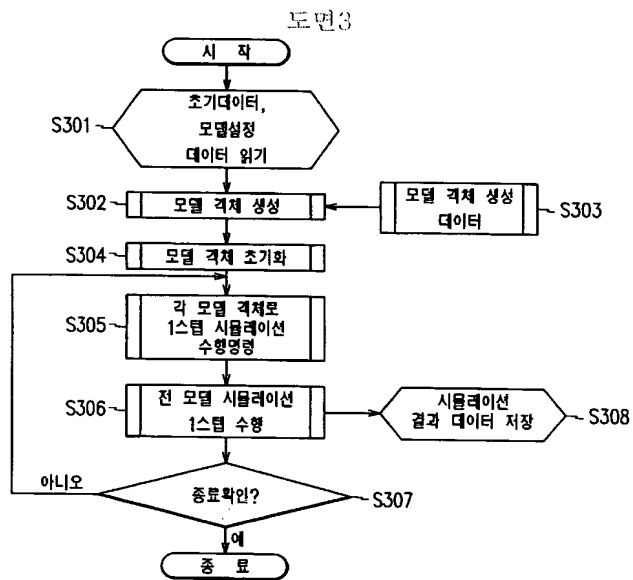 도면3
시 작
S301
초기데이터,
모델설정
데이터 읽기
S302
모델 객체 생성
모델 객체 생성
데이터
S303
S304
모델 객체 초기화
S305
각 모델 객체로
1스텝 시뮬레이션
수행명령
S306
전 모델 시뮬레이션
1스텝 수행
시뮬레이션
결과 데이터 저장
S308
아니오
종료확인?
S307
예
종 료